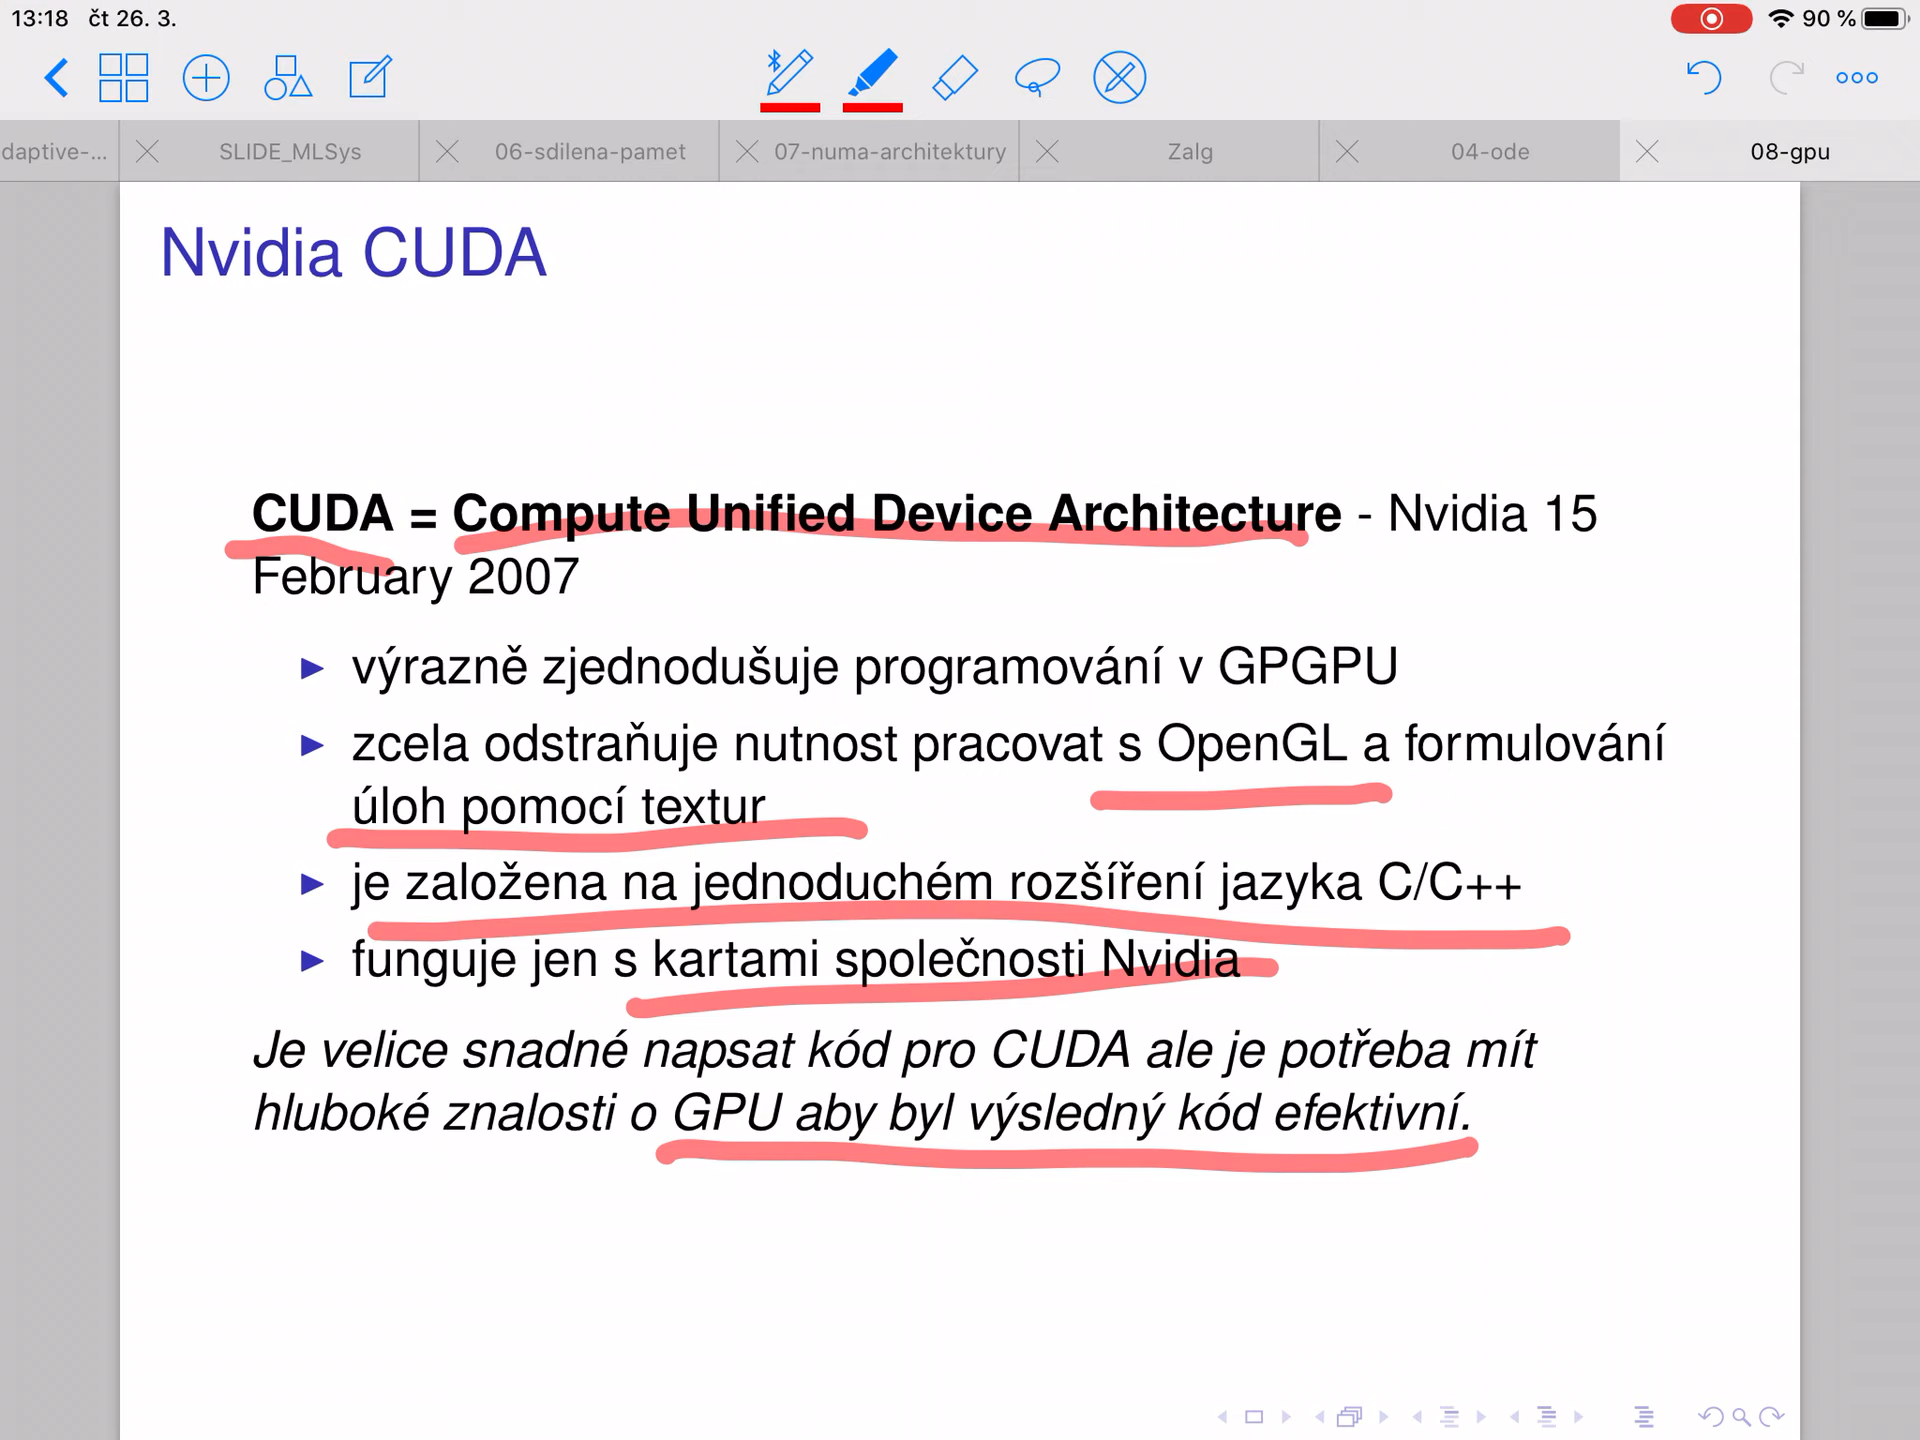 13:18 čt 26. 3. 90 %
daptive-... SLIDE_MLSys 06-sdilena-pamet 07-numa-architektury Zalg 04-ode 08-gpu
Nvidia CUDA
CUDA = Compute Unified Device Architecture - Nvidia 15
February 2007
výrazně zjednodušuje programování v GPGPU
zcela odstraňuje nutnost pracovat s OpenGL a formulování
úloh pomocí textur
je založena na jednoduchém rozšíření jazyka C/C++
funguje jen s kartami společnosti Nvidia
Je velice snadné napsat kód pro CUDA ale je potřeba mít
hluboké znalosti o GPU aby byl výsledný kód efektivní.